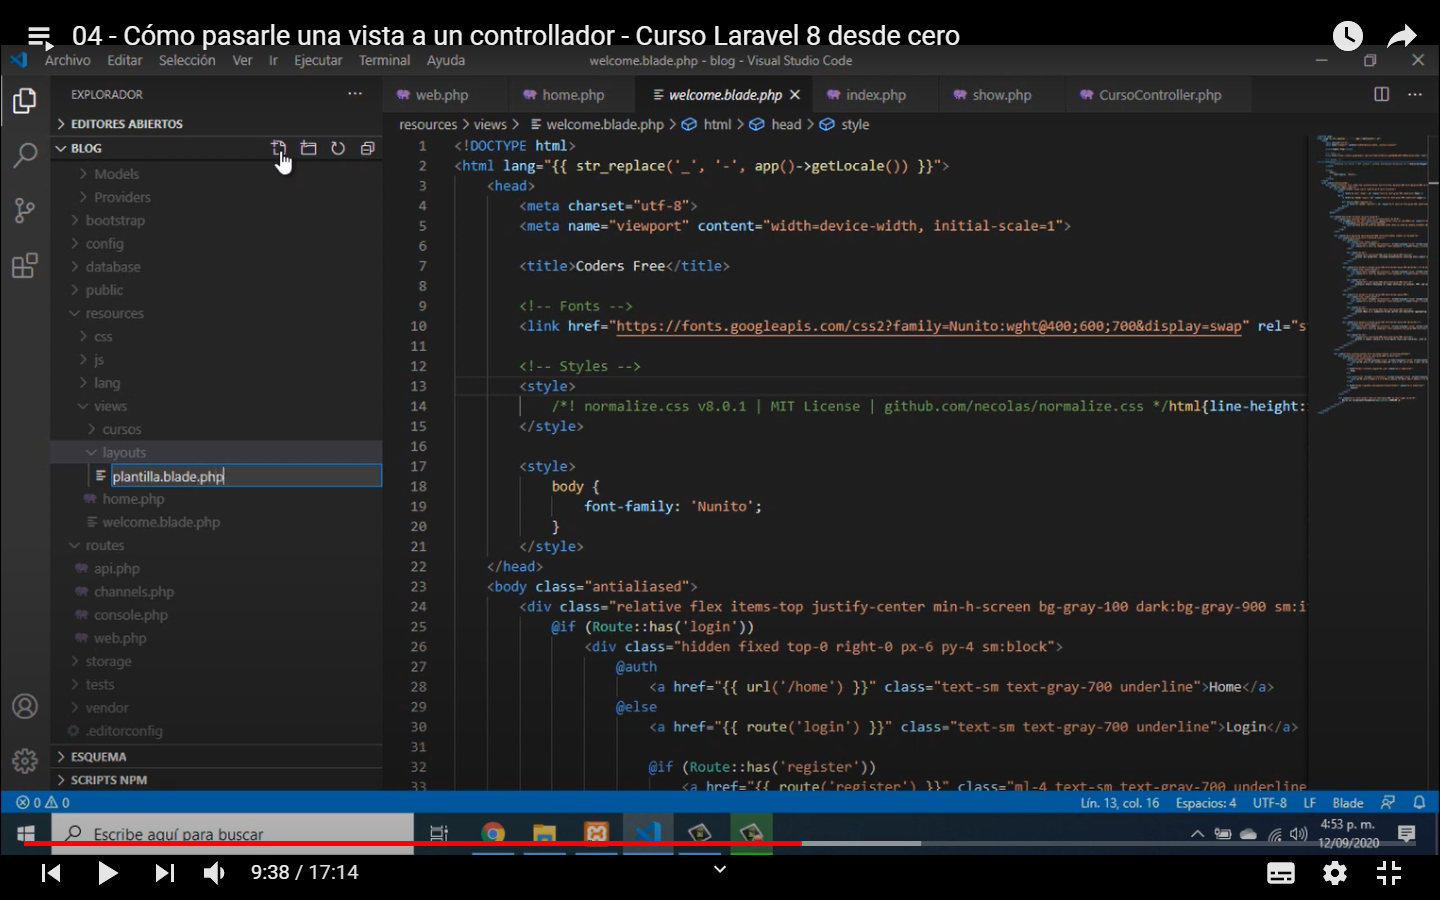 04 - Cómo pasarle una vista a un controlador - Curso Laravel 8 desde cero
Archivo Editar Selección Ver Ir Ejecutar Terminal Ayuda
welcome.blade.php - blog - Visual Studio Code
EXPLORADOR
EDITORES ABIERTOS
BLOG
Models
Providers
bootstrap
config
database
public
resources
css
js
lang
views
cursos
layouts
plantilla.blade.php
home.php
welcome.blade.php
routes
api.php
channels.php
console.php
web.php
storage
tests
vendor
.editorconfig
ESQUEMA
SCRIPTS NPM
web.php home.php welcome.blade.php index.php show.php CursoController.php
resources > views > welcome.blade.php > html > head > style
1 <!DOCTYPE html>
2 <html lang="{{ str_replace('_', '-', app()->getLocale()) }}">
3 <head>
4 <meta charset="utf-8">
5 <meta name="viewport" content="width=device-width, initial-scale=1">
6
7 <title>Coders Free</title>
8
9 <!-- Fonts -->
10 <link href="https://fonts.googleapis.com/css2?family=Nunito:wght@400;600;700&display=swap" rel="s
11
12 <!-- Styles -->
13 <style>
14 /*! normalize.css v8.0.1 | MIT License | github.com/necolas/normalize.css */html{line-height:
15 </style>
16
17 <style>
18 body {
19 font-family: 'Nunito';
20 }
21 </style>
22 </head>
23 <body class="antialiased">
24 <div class="relative flex items-top justify-center min-h-screen bg-gray-100 dark:bg-gray-900 sm:i
25 @if (Route::has('login'))
26 <div class="hidden fixed top-0 right-0 px-6 py-4 sm:block">
27 @auth
28 <a href="{{ url('/home') }}" class="text-sm text-gray-700 underline">Home</a>
29 @else
30 <a href="{{ route('login') }}" class="text-sm text-gray-700 underline">Login</a>
31
32 @if (Route::has('register'))
33 <a href="{{ route('register') }}" class="ml-4 text-sm text-gray-700 underline
0 0
Lín. 13, col. 16 Espacios: 4 UTF-8 LF Blade
Escribe aquí para buscar
4:53 p. m.
12/09/2020
9:38 / 17:14